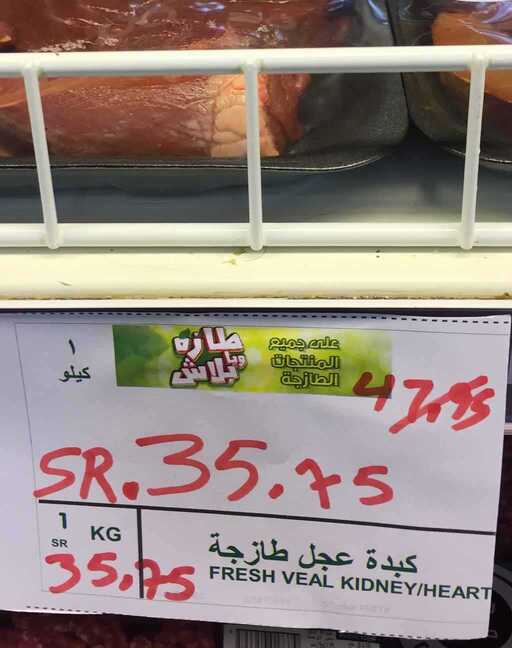 ١
كيلو
طازه
وببلاش
على جميع
المنتجات
الطازجة
47.95
SR.35.75
1 KG
SR
35.75
كبدة عجل طازجة
FRESH VEAL KIDNEY/HEART